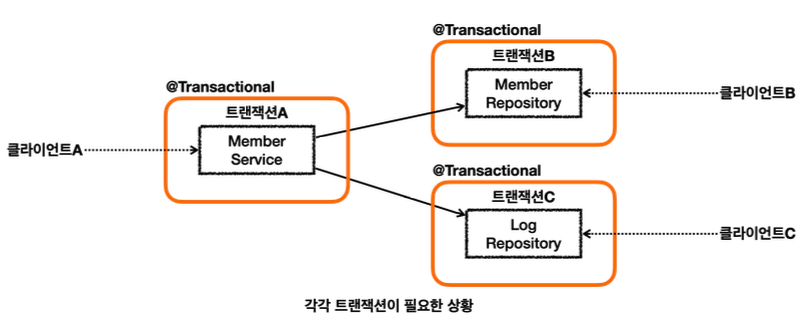 @Transactional
트랜잭션B
Member
Repository
클라이언트B
@Transactional
트랜잭션A
Member
Service
클라이언트A
@Transactional
트랜잭션C
Log
Repository
클라이언트C
각각 트랜잭션이 필요한 상황